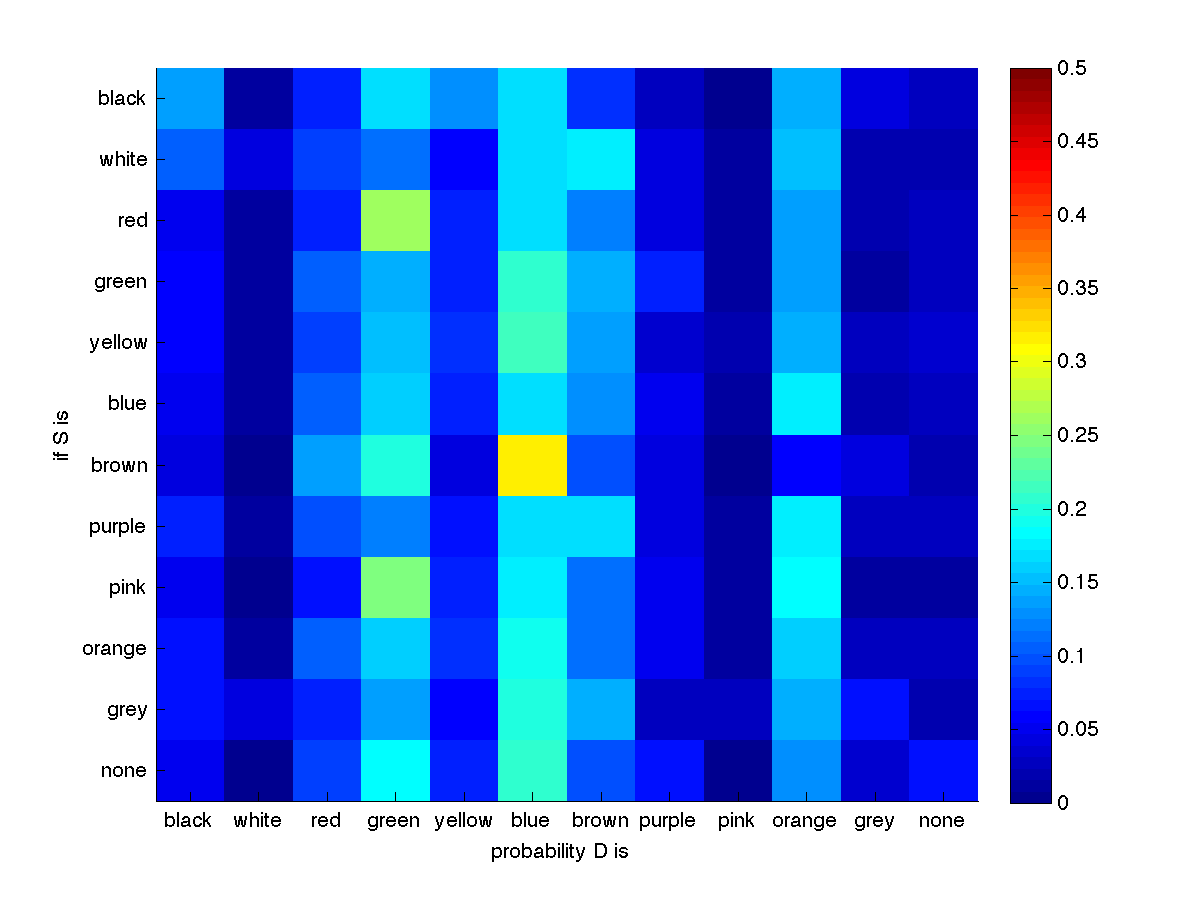 black
white
red
green
yellow
blue
brown
purple
pink
orange
grey
none
if S is
black white red green yellow blue brown purple pink orange grey none
probability D is
0.5
0.45
0.4
0.35
0.3
0.25
0.2
0.15
0.1
0.05
0